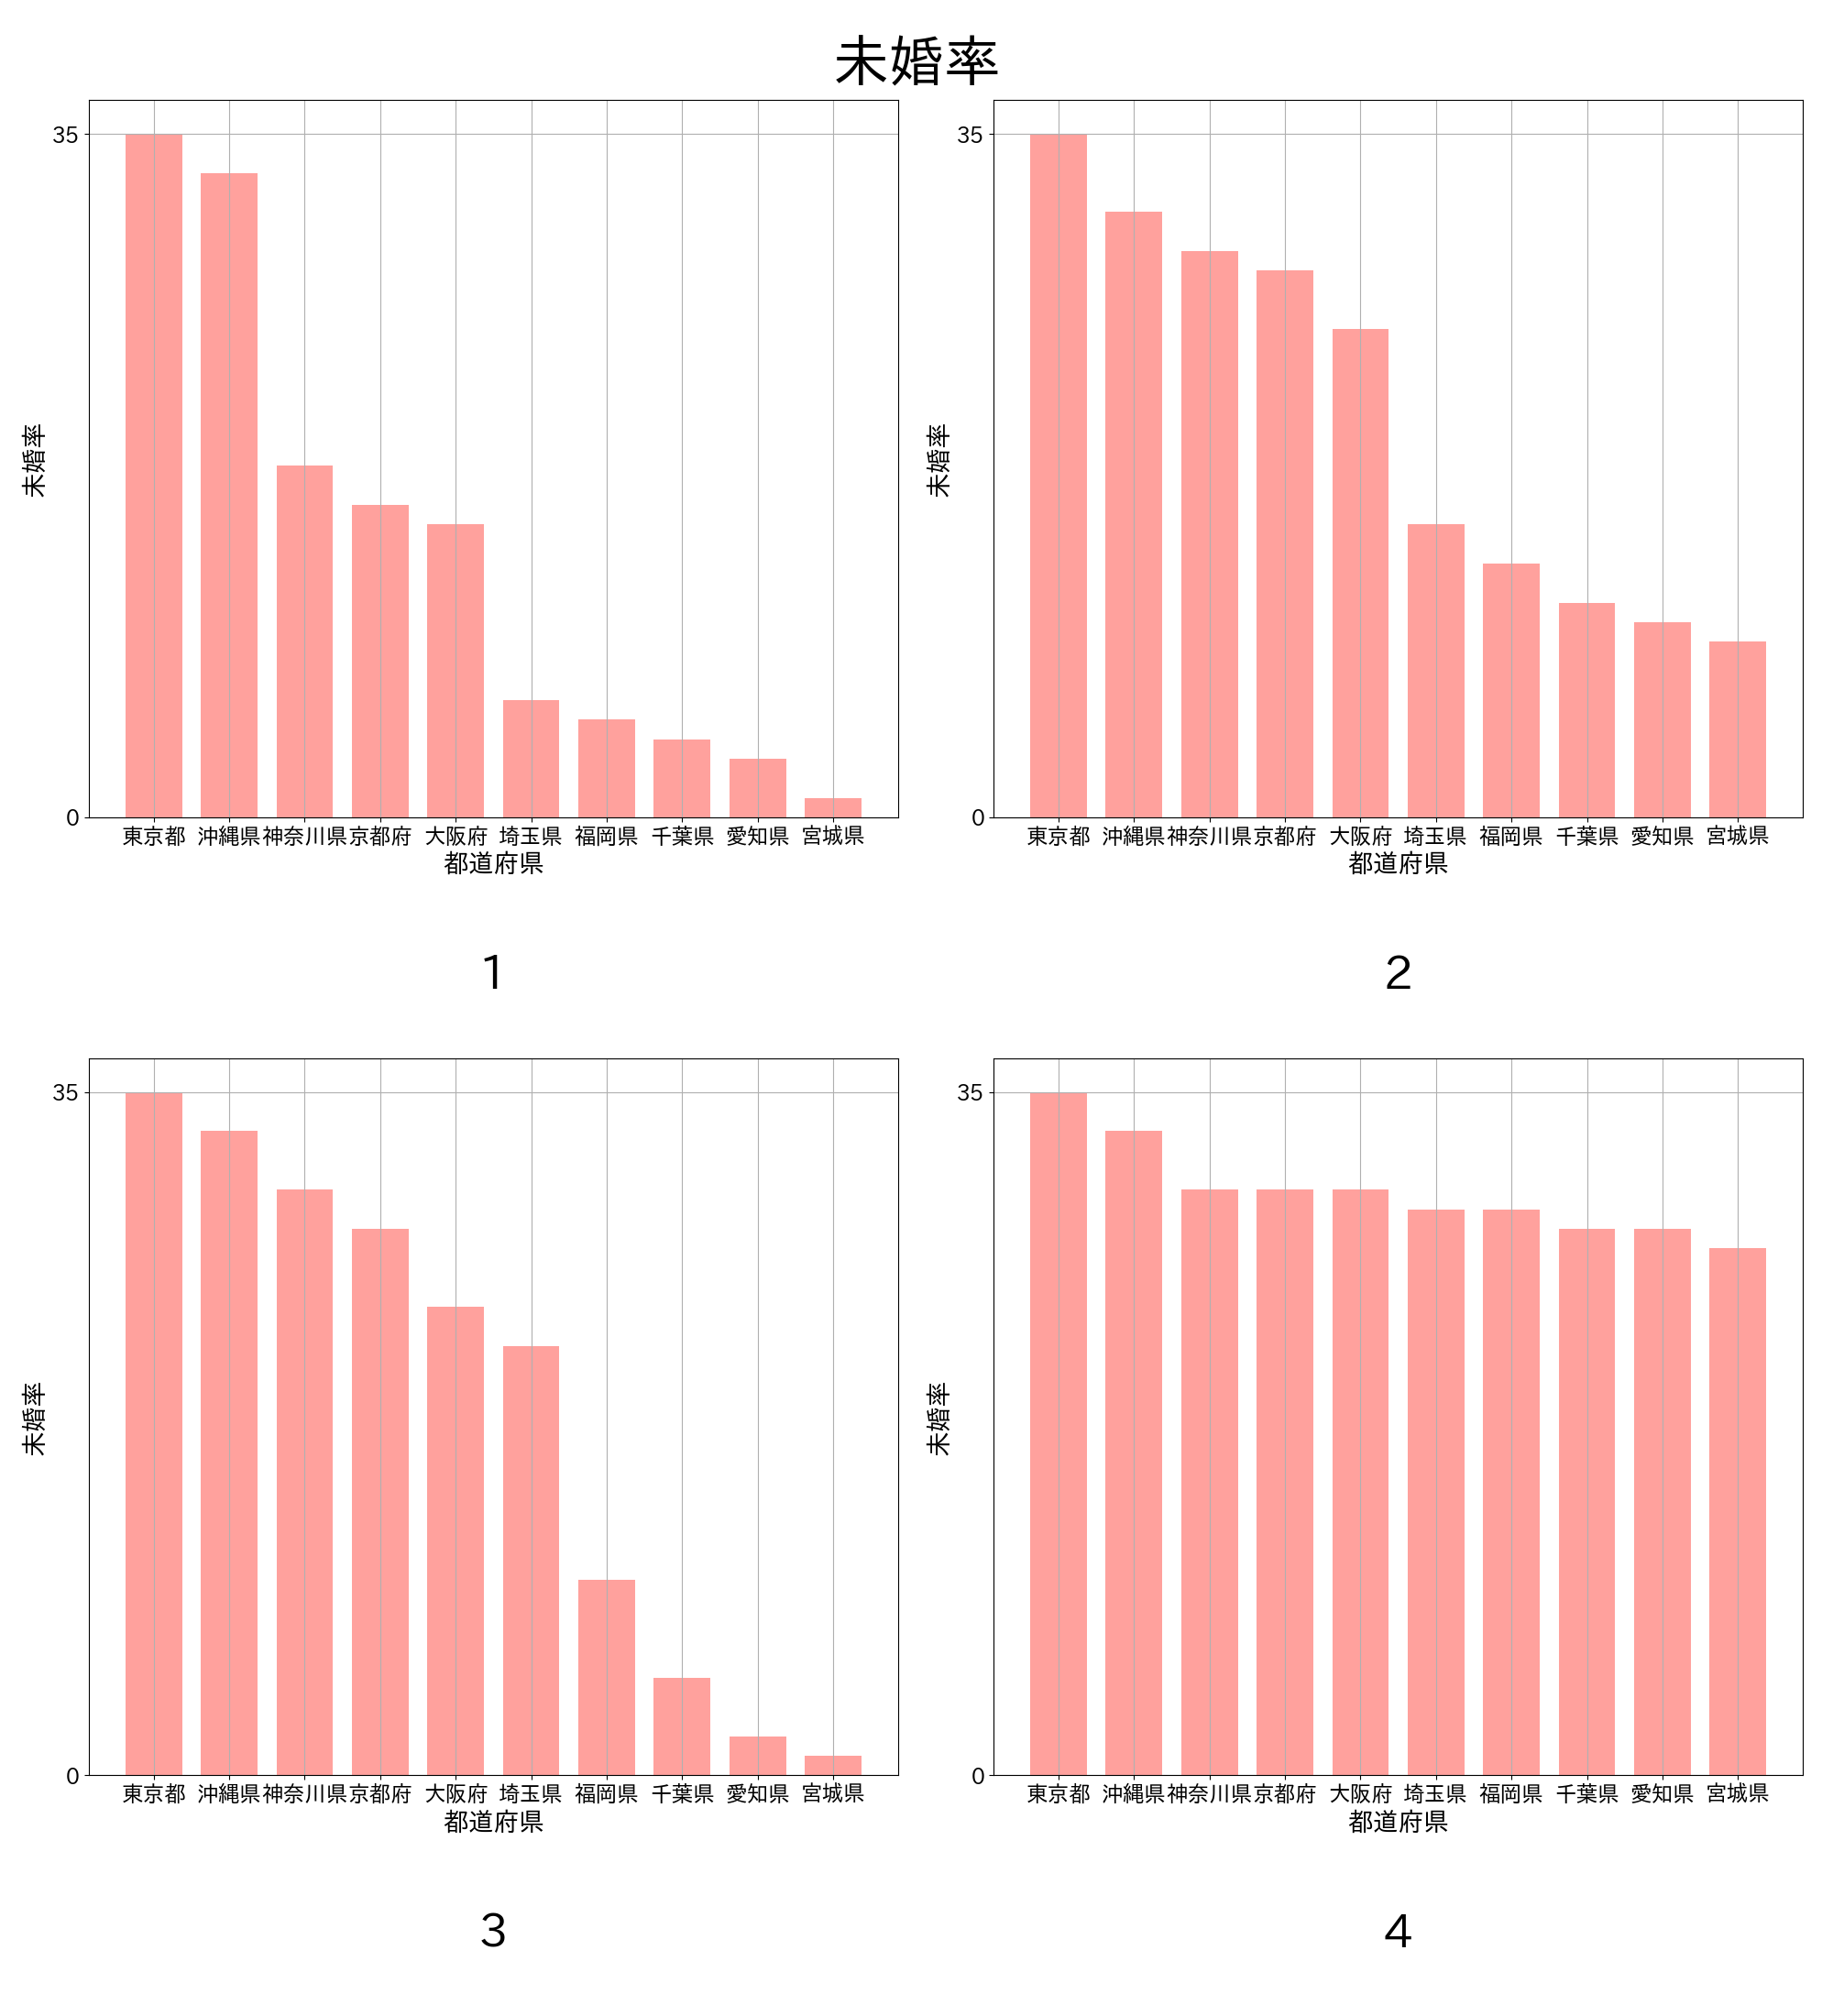 未婚率
35
0
未婚率
東京都 沖縄県 神奈川県 京都府 大阪府 埼玉県 福岡県 千葉県 愛知県 宮城県
都道府県
1
35
0
未婚率
東京都 沖縄県 神奈川県 京都府 大阪府 埼玉県 福岡県 千葉県 愛知県 宮城県
都道府県
2
35
0
未婚率
東京都 沖縄県 神奈川県 京都府 大阪府 埼玉県 福岡県 千葉県 愛知県 宮城県
都道府県
3
35
0
未婚率
東京都 沖縄県 神奈川県 京都府 大阪府 埼玉県 福岡県 千葉県 愛知県 宮城県
都道府県
4